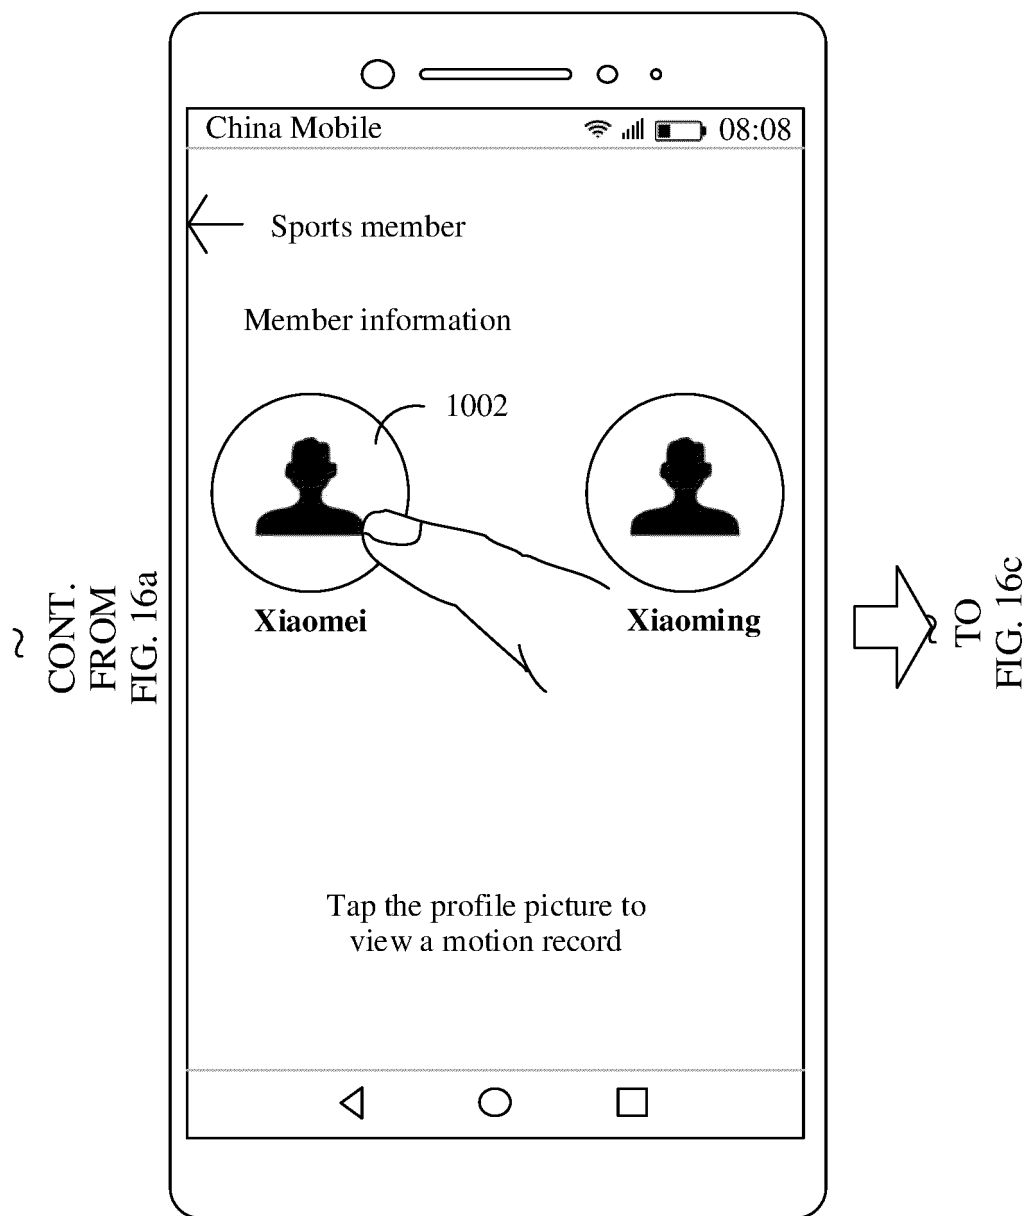 China Mobile 08:08
Sports member
Member information
1002
Xiaomei Xiaoming
Tap the profile picture to
view a motion record
~
CONT.
FROM
FIG. 16a
~
TO
FIG. 16c